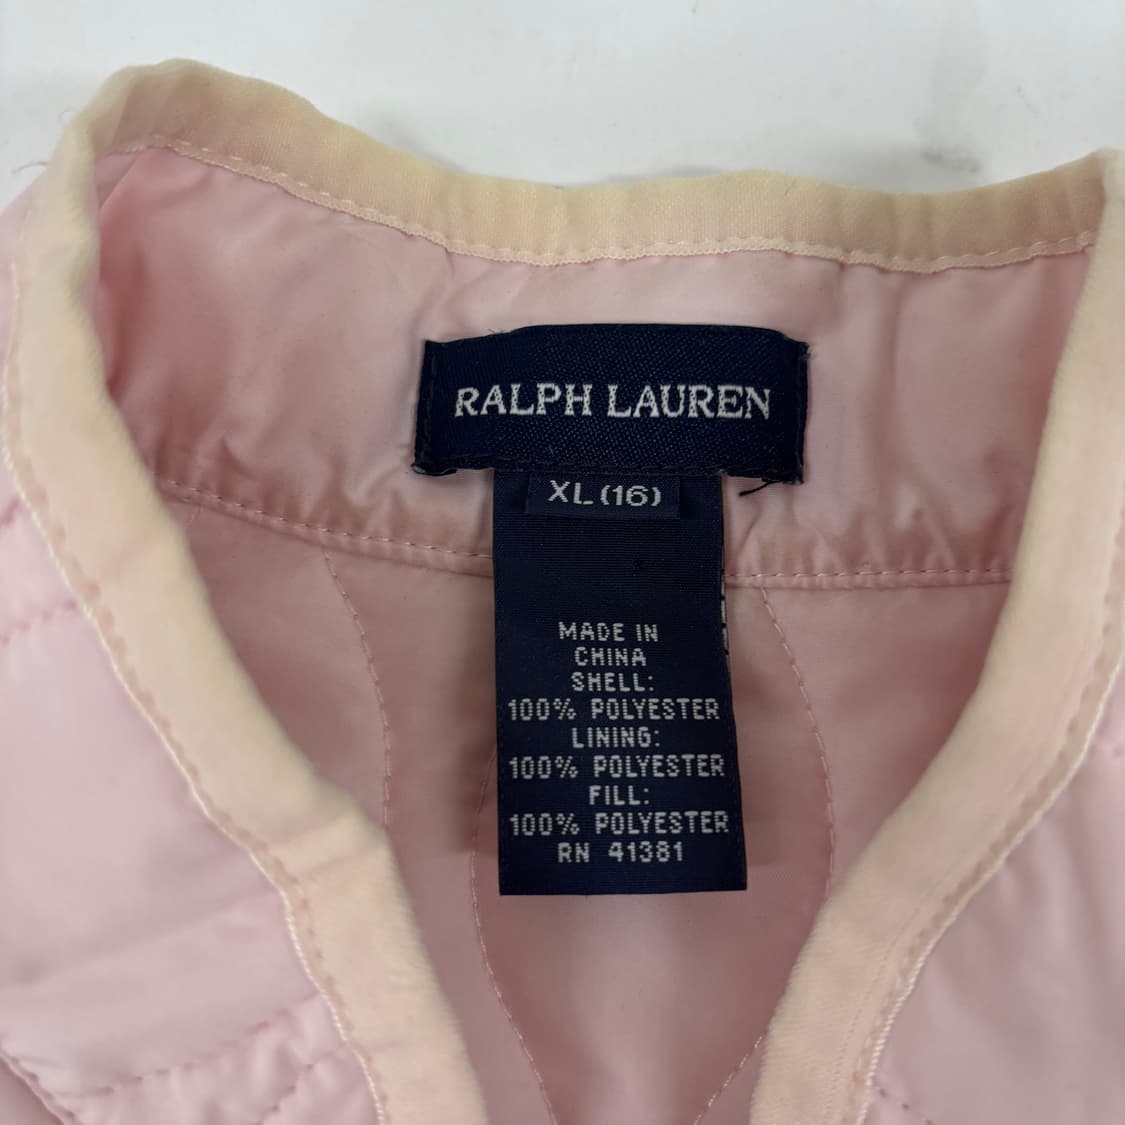 RALPH LAUREN
XL (16)
MADE IN
CHINA
SHELL:
100% POLYESTER
LINING:
100% POLYESTER
FILL:
100% POLYESTER
RN 41381